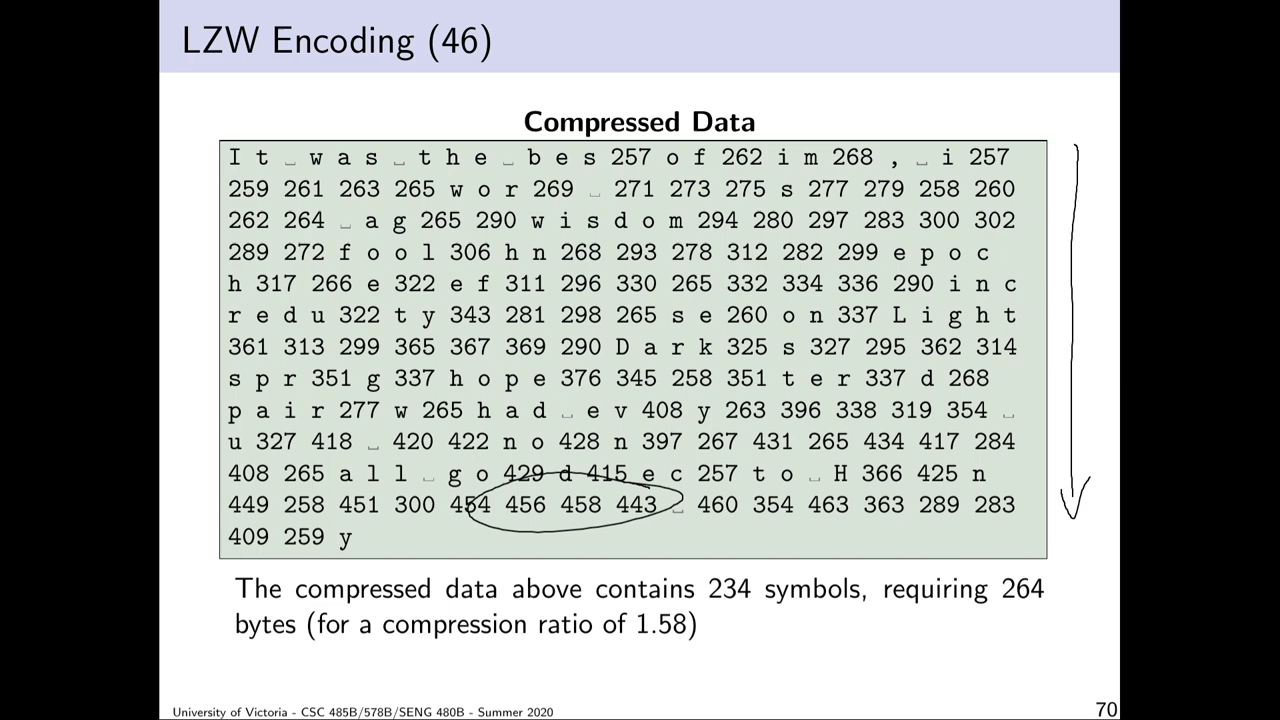 LZW Encoding (46)
Compressed Data
I t ␣ w a s ␣ t h e ␣ b e s 257 o f 262 i m 268 , ␣ i 257
259 261 263 265 w o r 269 ␣ 271 273 275 s 277 279 258 260
262 264 ␣ a g 265 290 w i s d o m 294 280 297 283 300 302
289 272 f o o l 306 h n 268 293 278 312 282 299 e p o c
h 317 266 e 322 e f 311 296 330 265 332 334 336 290 i n c
r e d u 322 t y 343 281 298 265 s e 260 o n 337 L i g h t
361 313 299 365 367 369 290 D a r k 325 s 327 295 362 314
s p r 351 g 337 h o p e 376 345 258 351 t e r 337 d 268
p a i r 277 w 265 h a d ␣ e v 408 y 263 396 338 319 354 ␣
u 327 418 ␣ 420 422 n o 428 n 397 267 431 265 434 417 284
408 265 a l l ␣ g o 429 d 415 e c 257 t o ␣ H 366 425 n
449 258 451 300 454 456 458 443 ␣ 460 354 463 363 289 283
409 259 y
The compressed data above contains 234 symbols, requiring 264
bytes (for a compression ratio of 1.58)
University of Victoria - CSC 485B/578B/SENG 480B - Summer 2020
70